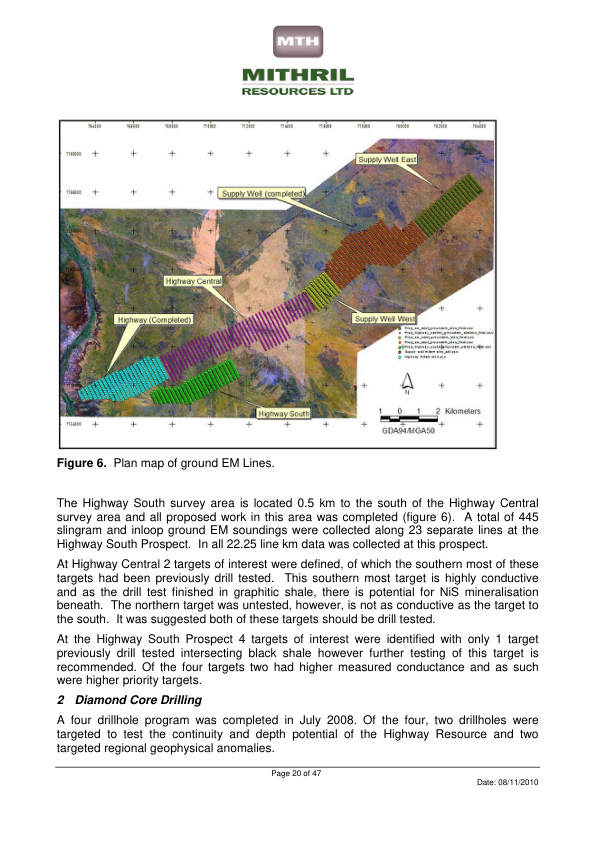 MTH
MITHRIL
RESOURCES LTD
764000 766000 768000 770000 772000 774000 776000 778000 780000 782000 784000
Supply Well East
Supply Well (completed)
Highway Central
Highway (Completed)
Supply Well West
Highway South
N
1 0 1 2 Kilometers
GDA94/MGA50
Figure 6. Plan map of ground EM Lines.
The Highway South survey area is located 0.5 km to the south of the Highway Central
survey area and all proposed work in this area was completed (figure 6). A total of 445
slingram and inloop ground EM soundings were collected along 23 separate lines at the
Highway South Prospect. In all 22.25 line km data was collected at this prospect.
At Highway Central 2 targets of interest were defined, of which the southern most of these
targets had been previously drill tested. This southern most target is highly conductive
and as the drill test finished in graphitic shale, there is potential for NiS mineralisation
beneath. The northern target was untested, however, is not as conductive as the target to
the south. It was suggested both of these targets should be drill tested.
At the Highway South Prospect 4 targets of interest were identified with only 1 target
previously drill tested intersecting black shale however further testing of this target is
recommended. Of the four targets two had higher measured conductance and as such
were higher priority targets.
2 Diamond Core Drilling
A four drillhole program was completed in July 2008. Of the four, two drillholes were
targeted to test the continuity and depth potential of the Highway Resource and two
targeted regional geophysical anomalies.
Page 20 of 47
Date: 08/11/2010